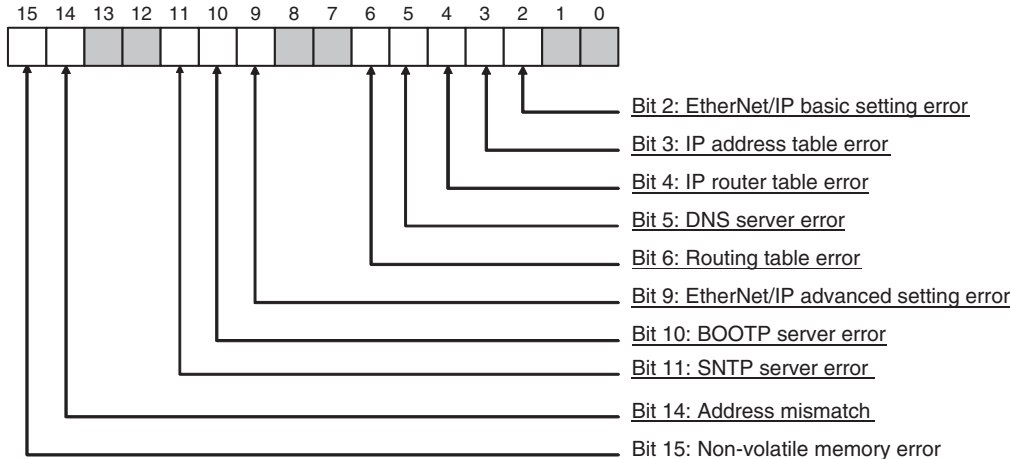 15 14 13 12 11 10 9 8 7 6 5 4 3 2 1 0
Bit 2: EtherNet/IP basic setting error
Bit 3: IP address table error
Bit 4: IP router table error
Bit 5: DNS server error
Bit 6: Routing table error
Bit 9: EtherNet/IP advanced setting error
Bit 10: BOOTP server error
Bit 11: SNTP server error
Bit 14: Address mismatch
Bit 15: Non-volatile memory error